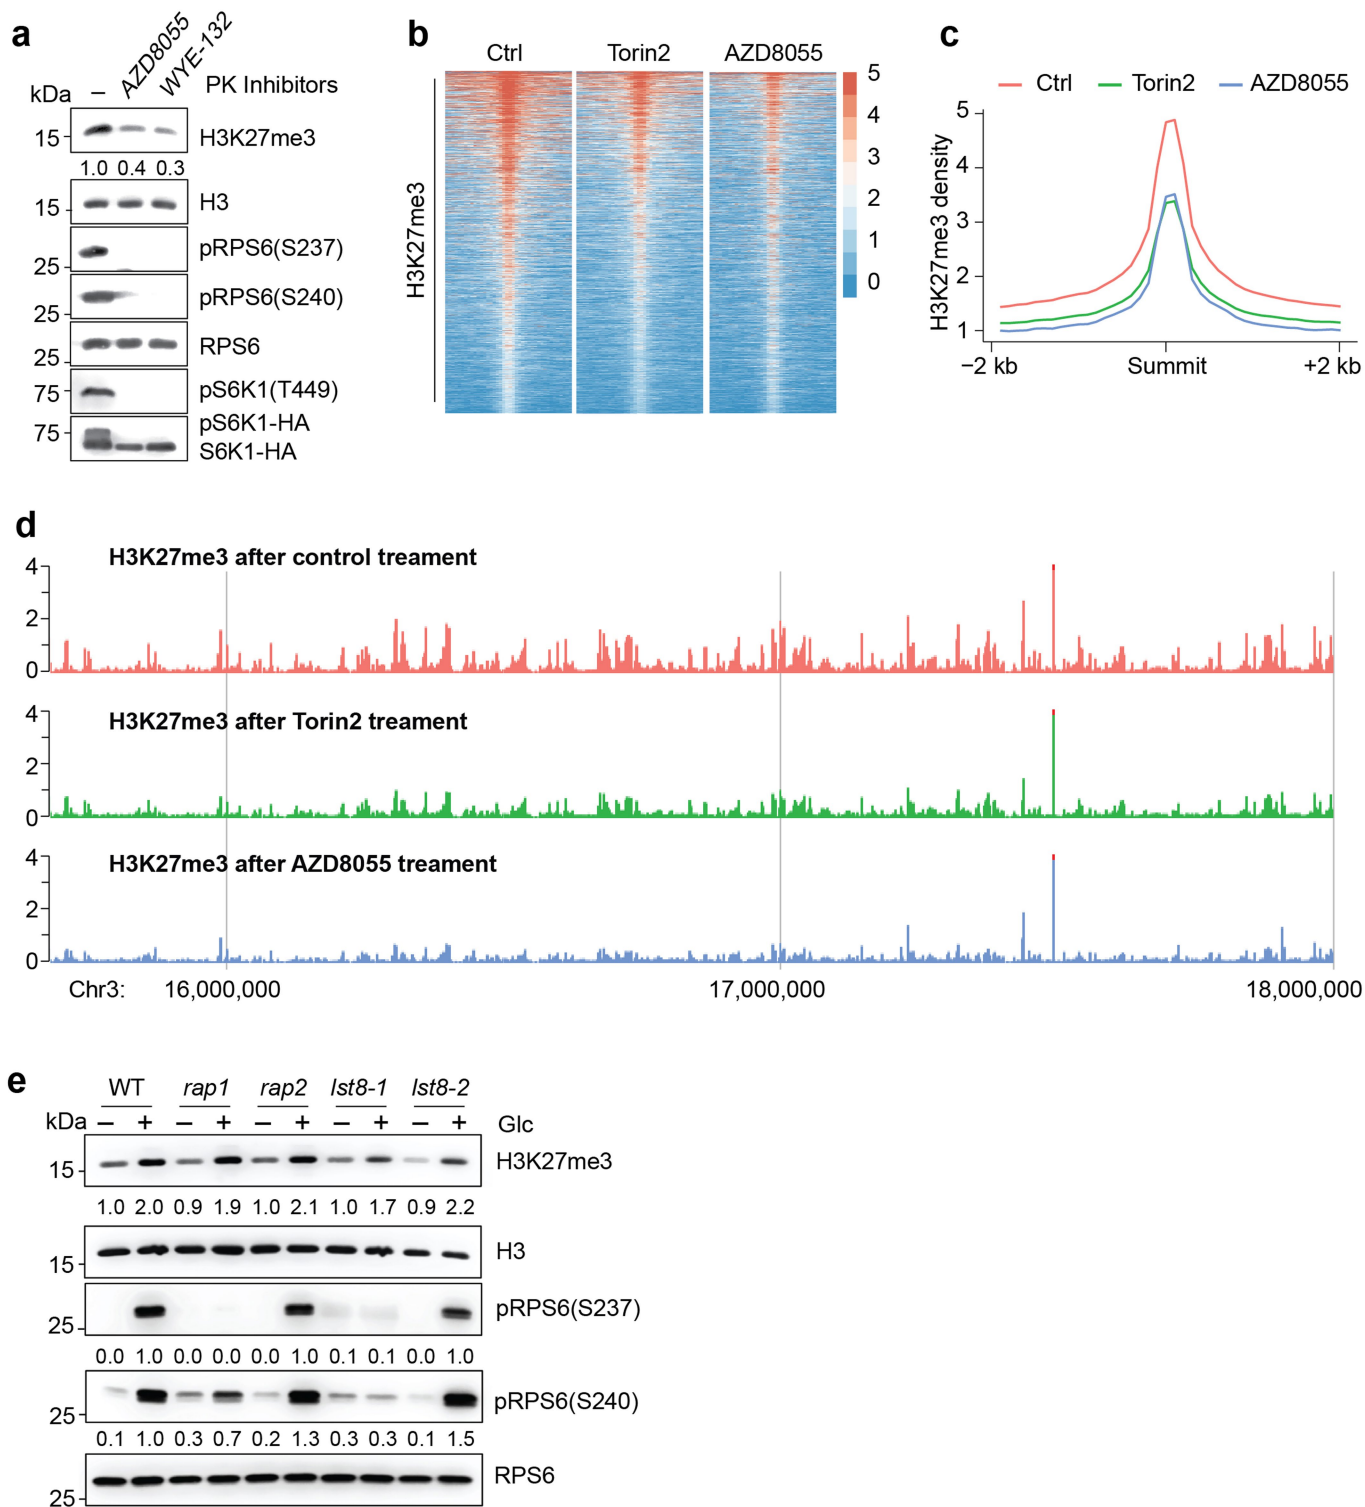 a
AZD8055
WYE-132
kDa
–
PK Inhibitors
15
H3K27me3
1.0 0.4 0.3
15
H3
pRPS6(S237)
25
pRPS6(S240)
25
RPS6
25
75
pS6K1(T449)
75
pS6K1-HA
S6K1-HA
b
Ctrl
Torin2
AZD8055
H3K27me3
5
4
3
2
1
0
c
Ctrl
Torin2
AZD8055
H3K27me3 density
5
4
3
2
1
−2 kb
Summit
+2 kb
d
H3K27me3 after control treament
4
2
0
H3K27me3 after Torin2 treament
4
2
0
H3K27me3 after AZD8055 treament
4
2
0
Chr3: 16,000,000 17,000,000 18,000,000
e
WT rap1 rap2 lst8-1 lst8-2
kDa – + – + – + – + – + Glc
15
H3K27me3
1.0 2.0 0.9 1.9 1.0 2.1 1.0 1.7 0.9 2.2
15
H3
pRPS6(S237)
25
0.0 1.0 0.0 0.0 0.0 1.0 0.1 0.1 0.0 1.0
pRPS6(S240)
25
0.1 1.0 0.3 0.7 0.2 1.3 0.3 0.3 0.1 1.5
RPS6
25